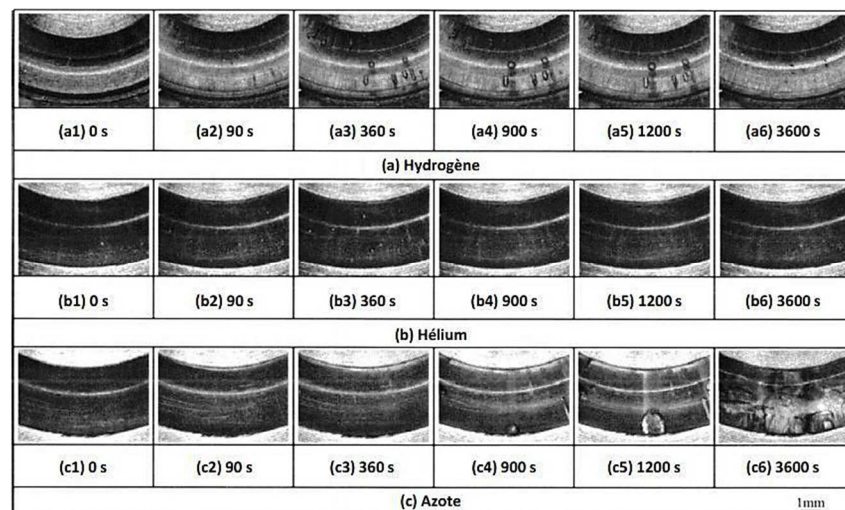 (a1) 0 s (a2) 90 s (a3) 360 s (a4) 900 s (a5) 1200 s (a6) 3600 s
(a) Hydrogène
(b1) 0 s (b2) 90 s (b3) 360 s (b4) 900 s (b5) 1200 s (b6) 3600 s
(b) Hélium
(c1) 0 s (c2) 90 s (c3) 360 s (c4) 900 s (c5) 1200 s (c6) 3600 s
(c) Azote 1mm